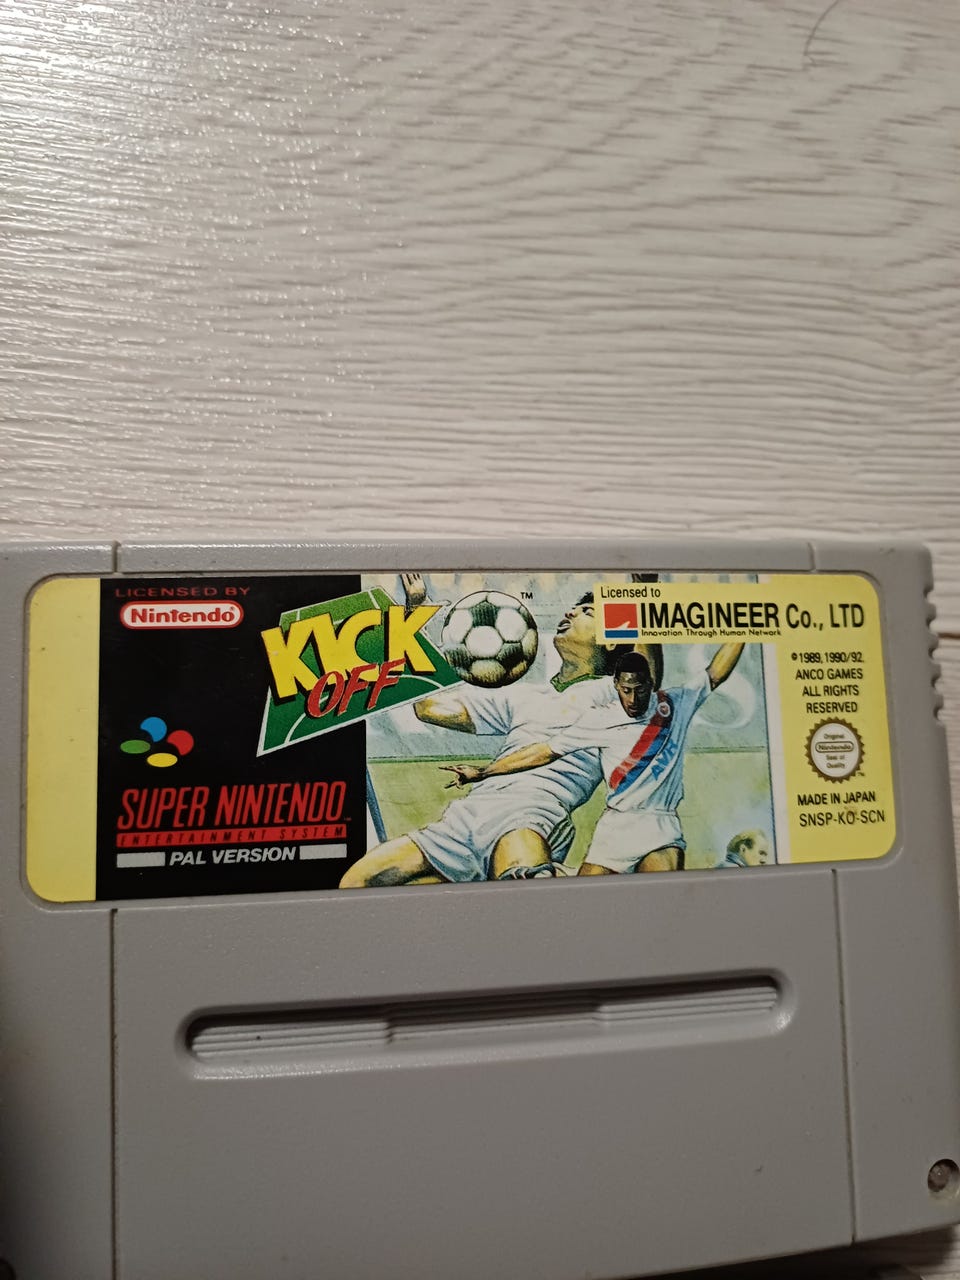 LICENSED BY
Nintendo®
KICK
OFF
™
SUPER NINTENDO
ENTERTAINMENT SYSTEM™
PAL VERSION
Licensed to
IMAGINEER Co., LTD
Innovation Through Human Network
©1989,1990/92.
ANCO GAMES
ALL RIGHTS
RESERVED
Original
Nintendo
Seal of
Quality
™
MADE IN JAPAN
SNSP-KO-SCN